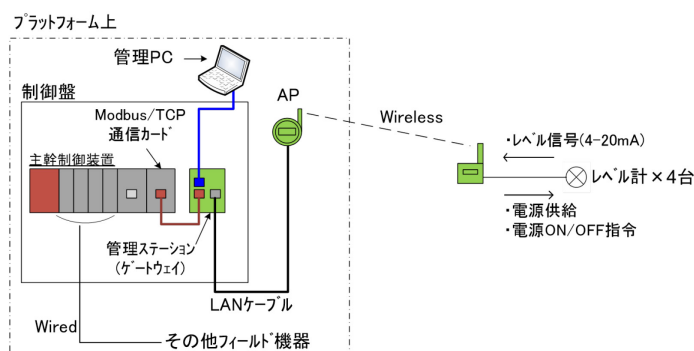 プラットフォーム上
管理PC
制御盤
AP
Modbus/TCP
通信カード
Wireless
・レベル信号(4-20mA)
主幹制御装置
レベル計×4台
・電源供給
・電源ON/OFF指令
管理ステーション
(ゲートウェイ)
LANケーブル
Wired
その他フィールド機器